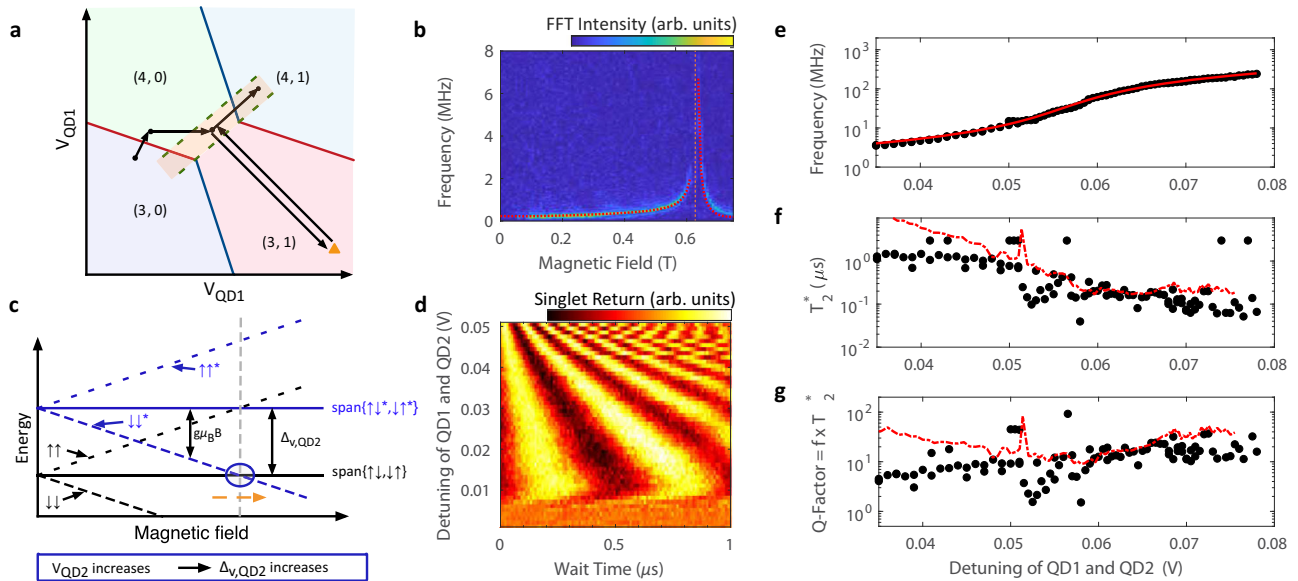 a
V_QD1
(4, 0)
(4, 1)
(3, 0)
(3, 1)
V_QD1
b
FFT Intensity (arb. units)
Frequency (MHz)
8
6
4
2
0
0
0.2
0.4
0.6
Magnetic Field (T)
c
Energy
↑↑*
span{↑↓*,↓↑*}
↓↓*
gμ_BB
Δ_v,QD2
↑↑
span{↑↓,↓↑}
↓↓
Magnetic field
V_QD2 increases → Δ_v,QD2 increases
d
Singlet Return (arb. units)
Detuning of QD1 and QD2 (V)
0.05
0.04
0.03
0.02
0.01
0
1
Wait Time (μs)
e
Frequency (MHz)
10^3
10^2
10^1
10^0
0.04
0.05
0.06
0.07
0.08
f
T_2^* (μs)
10^0
10^-1
10^-2
0.04
0.05
0.06
0.07
0.08
g
Q-Factor = f x T_2^*
10^2
10^1
10^0
0.04
0.05
0.06
0.07
0.08
Detuning of QD1 and QD2 (V)